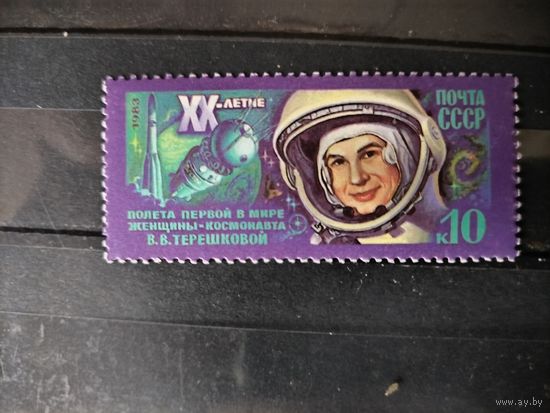 1983
XX-ЛЕТИЕ
ПОЛЕТА ПЕРВОЙ В МИРЕ
ЖЕНЩИНЫ-КОСМОНАВТА
В.В.ТЕРЕШКОВОЙ
ПОЧТА
СССР
К10
www.ay.by